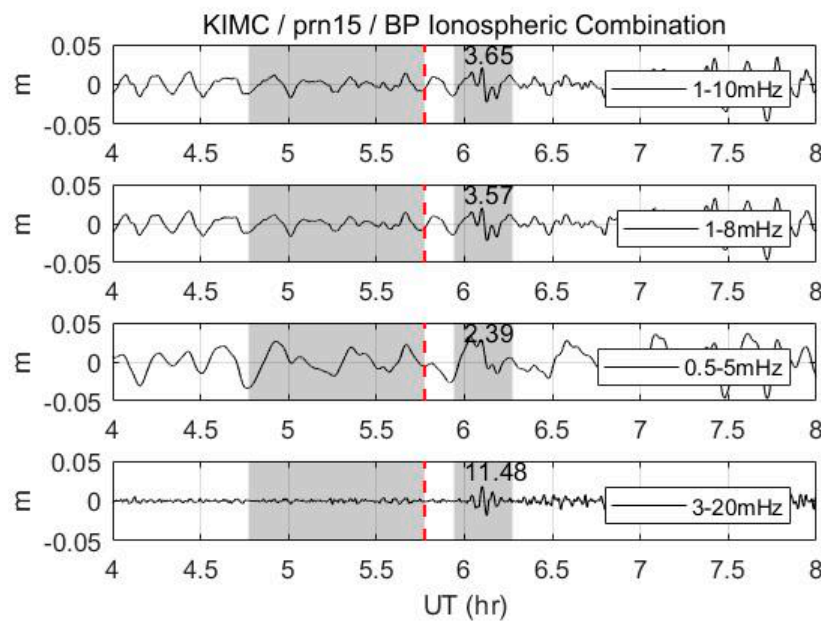 KIMC / prn15 / BP Ionospheric Combination
0.05
0
-0.05
m
3.65
1-10mHz
4 4.5 5 5.5 6 6.5 7 7.5 8
0.05
0
-0.05
m
3.57
1-8mHz
4 4.5 5 5.5 6 6.5 7 7.5 8
0.05
0
-0.05
m
2.39
0.5-5mHz
4 4.5 5 5.5 6 6.5 7 7.5 8
0.05
0
-0.05
m
11.48
3-20mHz
4 4.5 5 5.5 6 6.5 7 7.5 8
UT (hr)